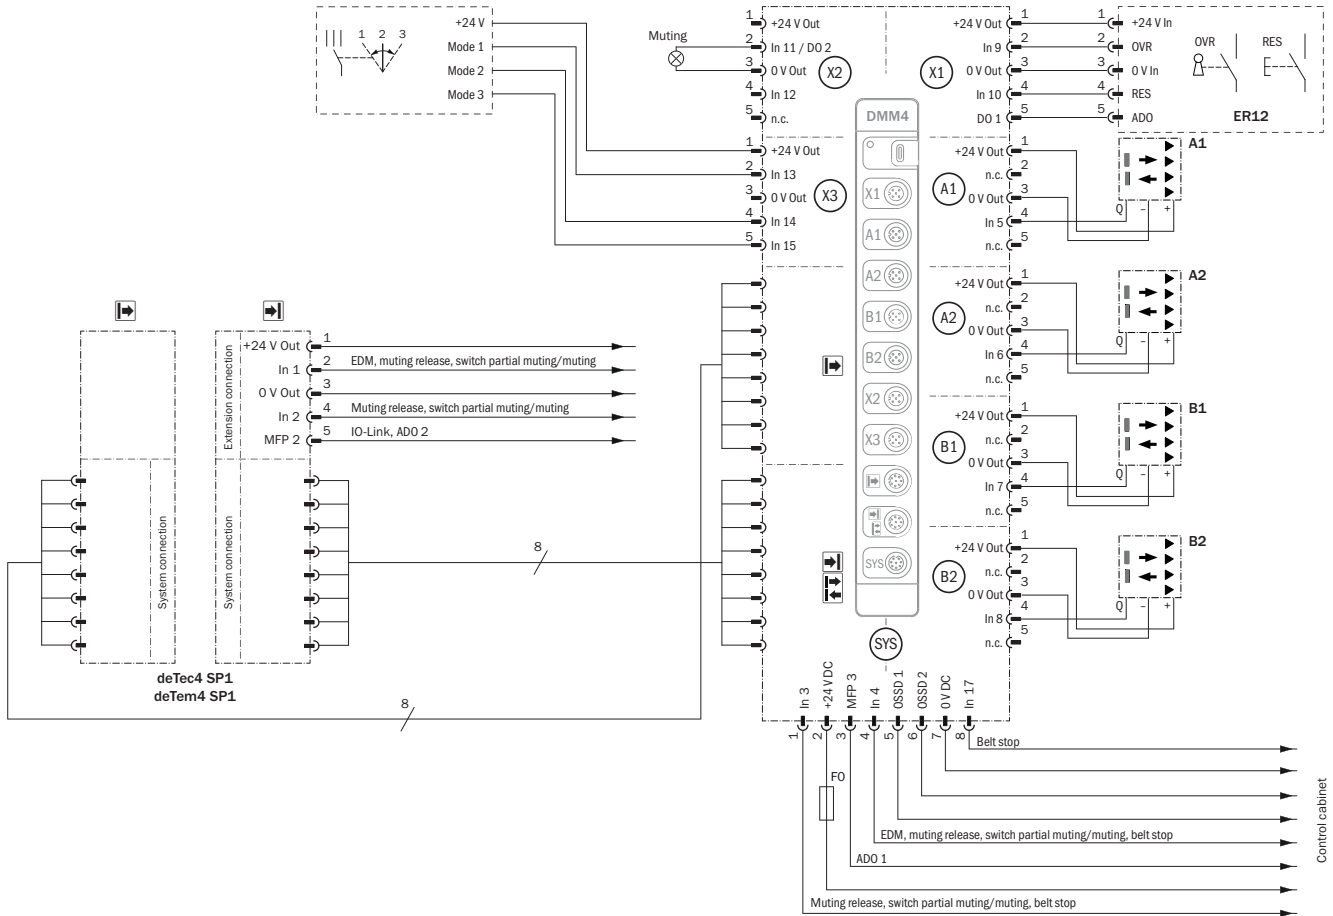 +24 V
Mode 1
Mode 2
Mode 3
1 2 3
Muting
1 +24 V Out
2 In 11 / DO 2
3 0 V Out
4 In 12
5 n.c.
X2
1 +24 V Out
2 In 13
3 0 V Out
4 In 14
5 In 15
X3
X1
+24 V Out 1
In 9 2
0 V Out 3
In 10 4
DO 1 5
1 +24 V In
2 OVR
3 0 V In
4 RES
5 ADO
OVR
RES
ER12
DMM4
X1
A1
A2
B1
B2
X2
X3
SYS
A1
+24 V Out 1
n.c. 2
0 V Out 3
In 5 4
n.c. 5
A1
Q – +
A2
+24 V Out 1
n.c. 2
0 V Out 3
In 6 4
n.c. 5
A2
Q – +
B1
+24 V Out 1
n.c. 2
0 V Out 3
In 7 4
n.c. 5
B1
Q – +
B2
+24 V Out 1
n.c. 2
0 V Out 3
In 8 4
n.c. 5
B2
Q – +
Extension connection
+24 V Out 1
In 1 2 EDM, muting release, switch partial muting/muting
0 V Out 3
In 2 4 Muting release, switch partial muting/muting
MFP 2 5 IO-Link, ADO 2
System connection
System connection
deTec4 SP1
deTem4 SP1
8
8
SYS
In 3
+24 V DC
MFP 3
In 4
OSSD 1
OSSD 2
0 V DC
In 17
1 2 3 4 5 6 7 8
Belt stop
F0
EDM, muting release, switch partial muting/muting, belt stop
ADO 1
Muting release, switch partial muting/muting, belt stop
Control cabinet